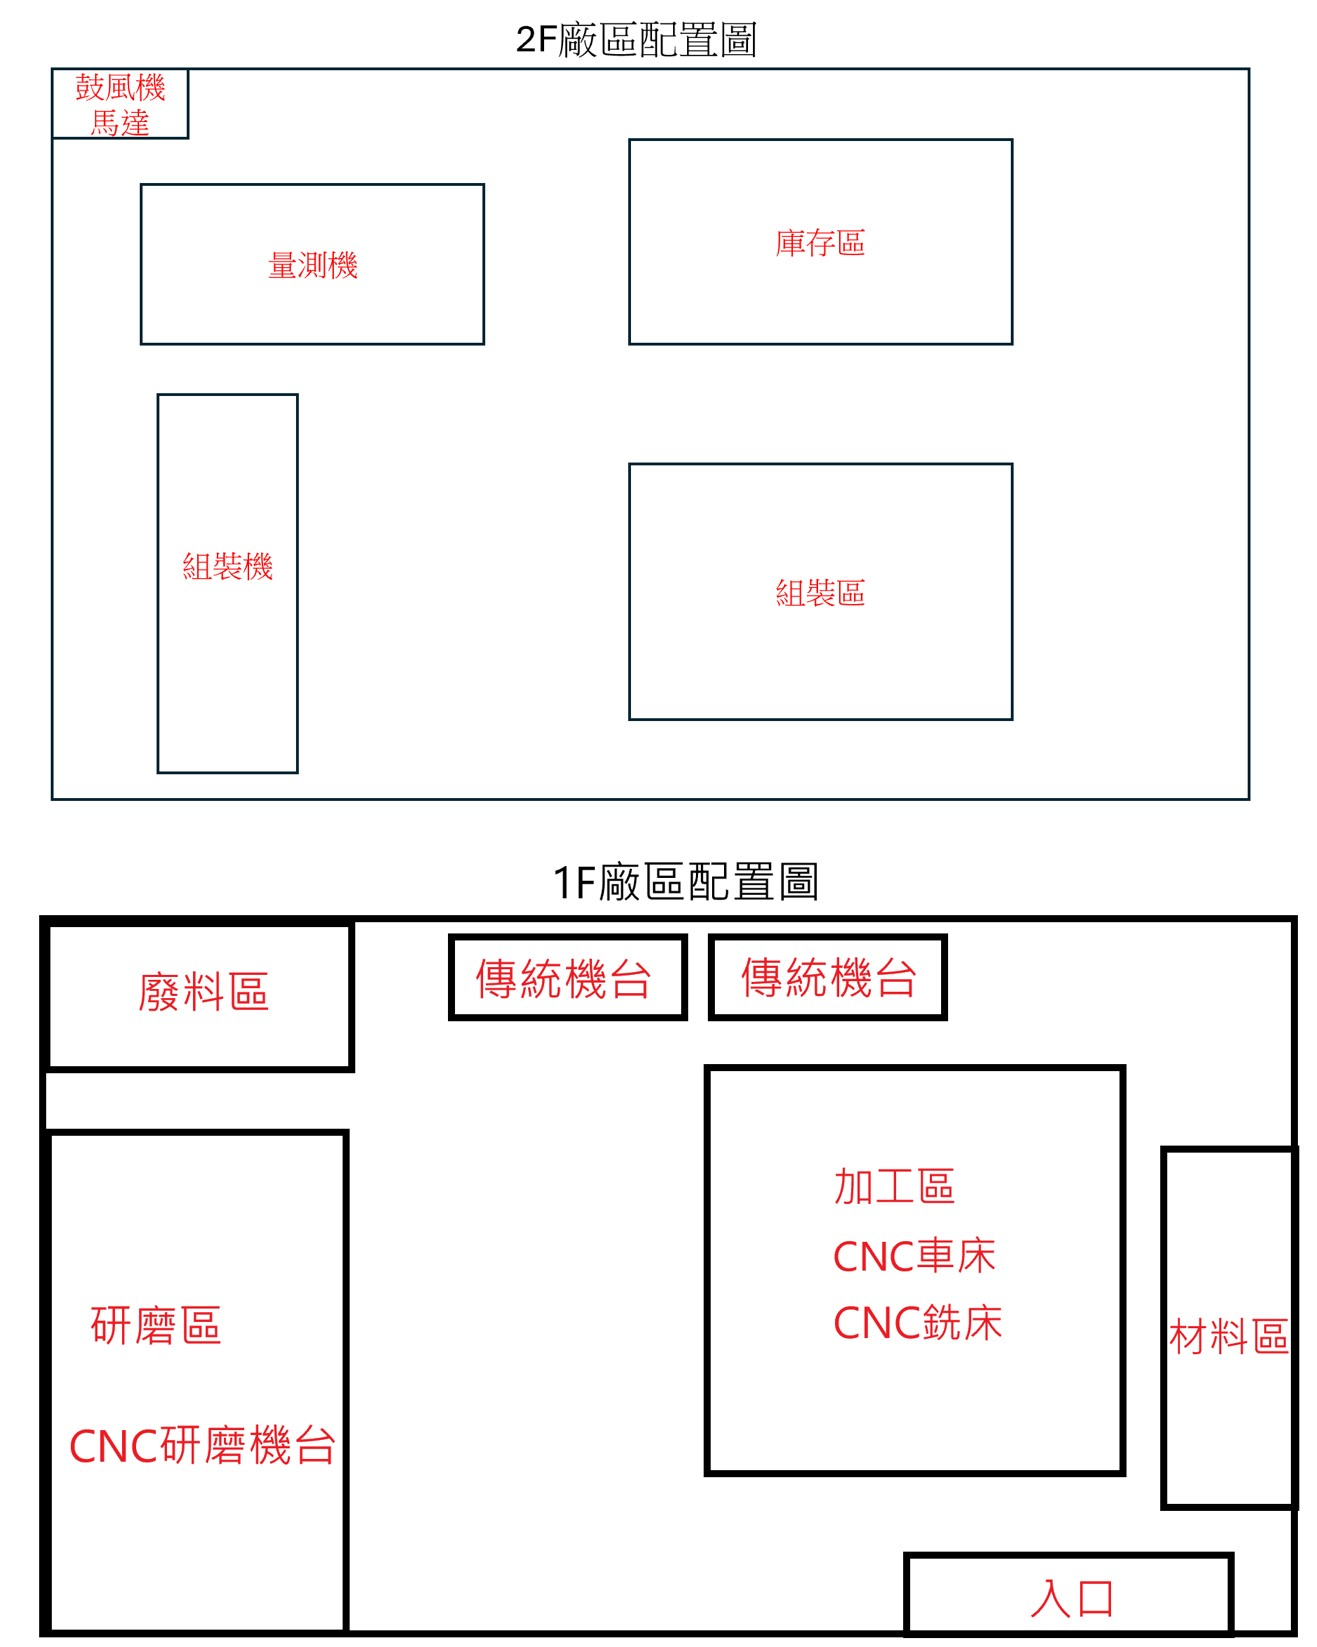 2F廠區配置圖
鼓風機
馬達
量測機
庫存區
組裝機
組裝區
1F廠區配置圖
廢料區
傳統機台
傳統機台
加工區
CNC車床
CNC銑床
材料區
研磨區
CNC研磨機台
入口